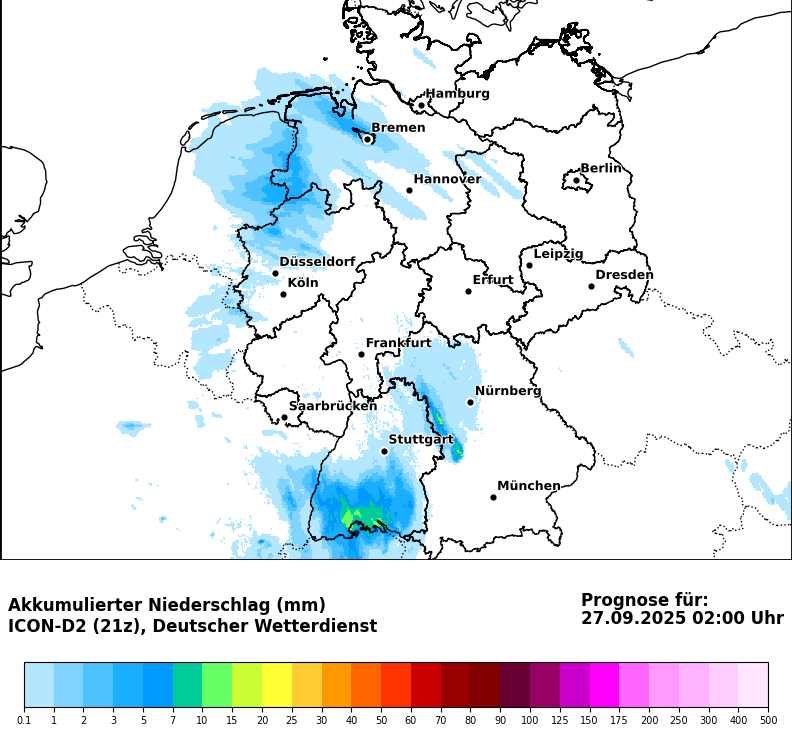 Hamburg
Bremen
Berlin
Hannover
Leipzig
Düsseldorf
Dresden
Köln
Erfurt
Frankfurt
Nürnberg
Saarbrücken
Stuttgart
München
Akkumulierter Niederschlag (mm)
ICON-D2 (21z), Deutscher Wetterdienst
Prognose für:
27.09.2025 02:00 Uhr
0.1 1 2 3 5 7 10 15 20 25 30 40 50 60 70 80 90 100 125 150 175 200 250 300 400 500